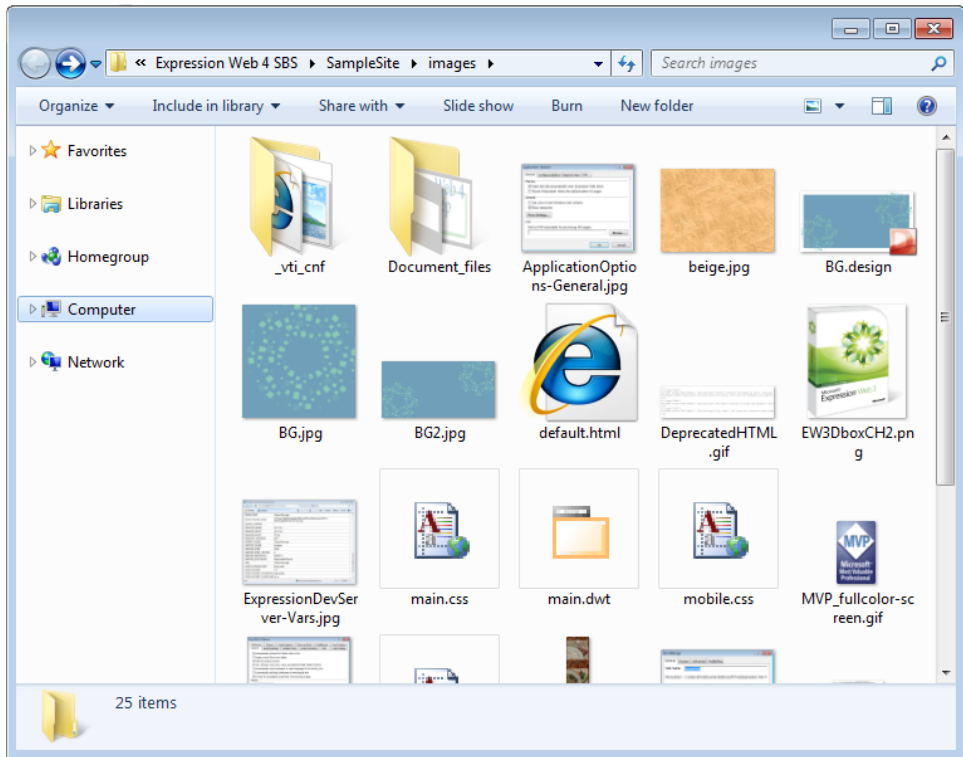 « Expression Web 4 SBS ▸ SampleSite ▸ images ▸
Search images
Organize ▾ Include in library ▾ Share with ▾ Slide show Burn New folder
Favorites
Libraries
Homegroup
Computer
Network
_vti_cnf Document_files ApplicationOptio beige.jpg BG.design
ns-General.jpg
BG.jpg BG2.jpg default.html DeprecatedHTML EW3DboxCH2.pn
.gif g
ExpressionDevSer main.css main.dwt mobile.css MVP_fullcolor-sc
ver-Vars.jpg reen.gif
25 items